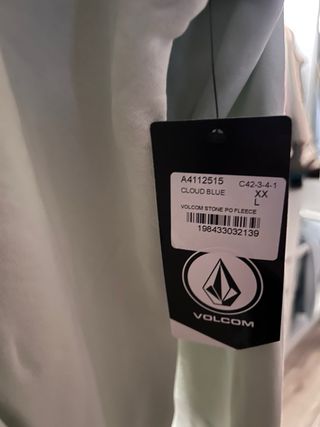 A4112515 C42-3-4-1
CLOUD BLUE XX
L
VOLCOM STONE PO FLEECE
198433032139
VOLCOM